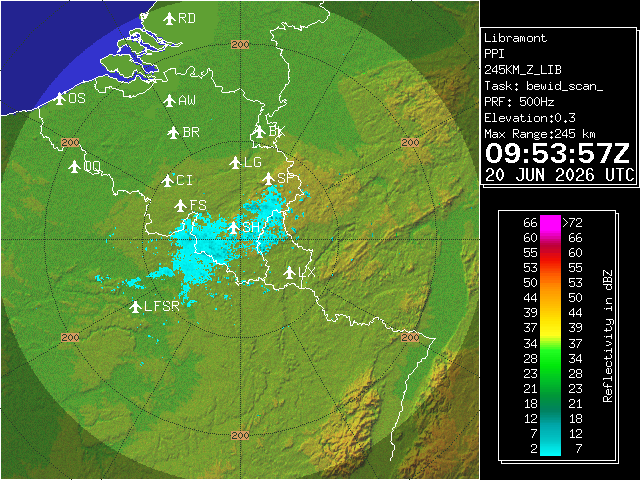 RD
200
OS
AW
BR
BK
200
200
QQ
LG
CI
SP
FS
SH
LX
LFSR
200
200
200
Libramont
PPI
245KM_Z_LIB
Task: bewid_scan_
PRF: 500Hz
Elevation:0.3
Max Range:245 km
09:53:57Z
20 JUN 2026 UTC
66 >72
60 66
55 60
53 55
50 53
44 50
39 44
37 39
34 37
28 34
23 28
21 23
18 21
12 18
7 12
2 7
Reflectivity in dBZ